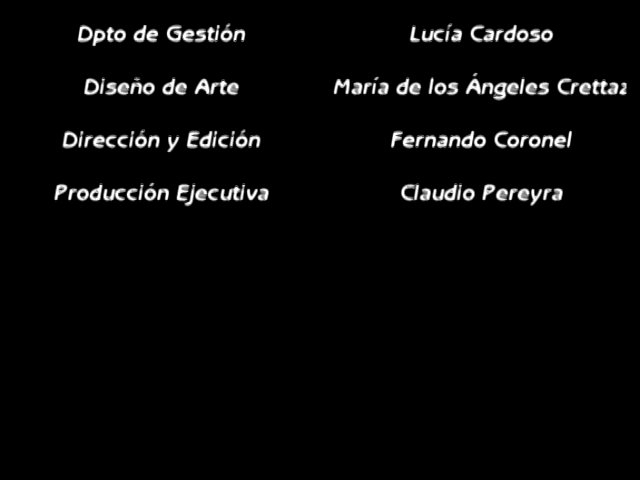 Dpto de Gestión Lucía Cardoso
Diseño de Arte María de los Ángeles Crettaz
Dirección y Edición Fernando Coronel
Producción Ejecutiva Claudio Pereyra